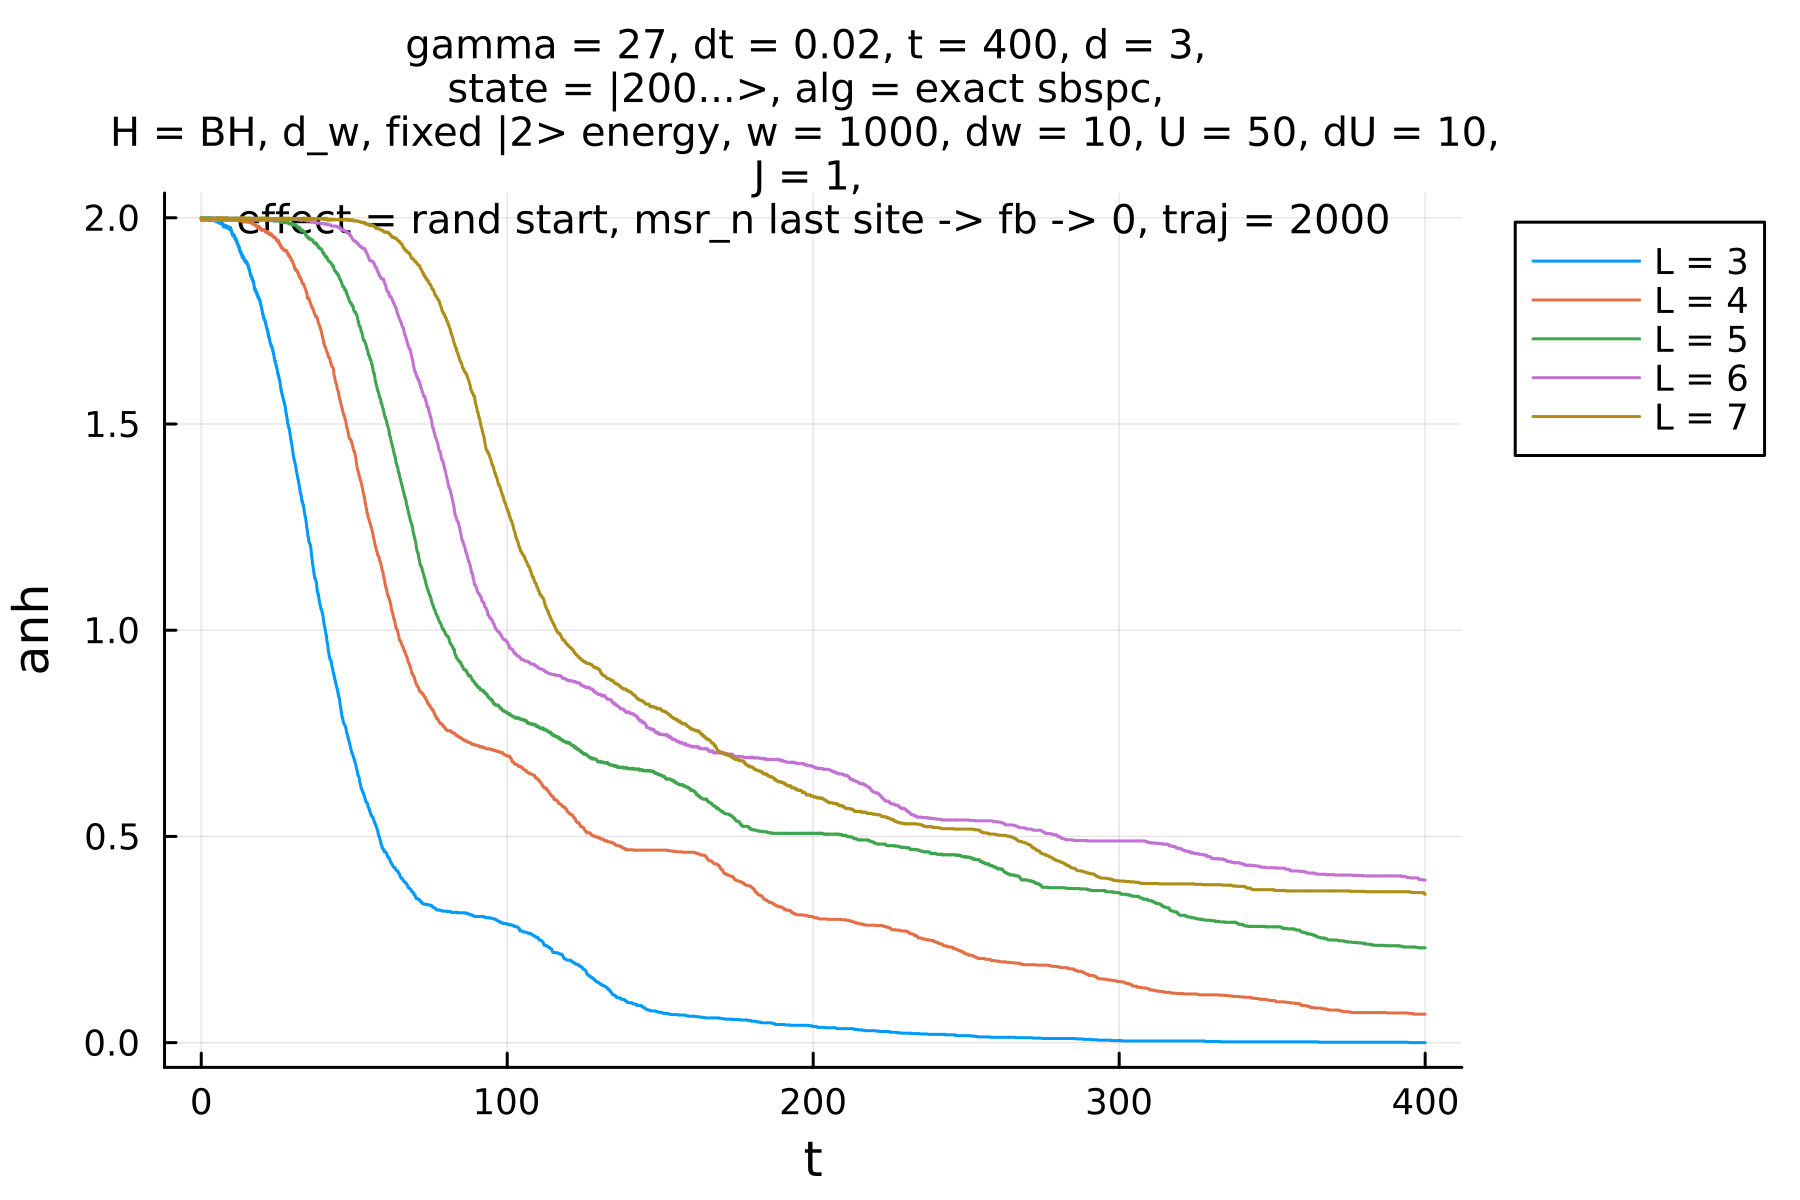 gamma = 27, dt = 0.02, t = 400, d = 3,
state = |200...>, alg = exact sbspc,
H = BH, d_w, fixed |2> energy, w = 1000, dw = 10, U = 50, dU = 10,
J = 1,
effect = rand start, msr_n last site -> fb -> 0, traj = 2000
2.0
1.5
1.0
0.5
0.0
anh
0 100 200 300 400
t
L = 3
L = 4
L = 5
L = 6
L = 7